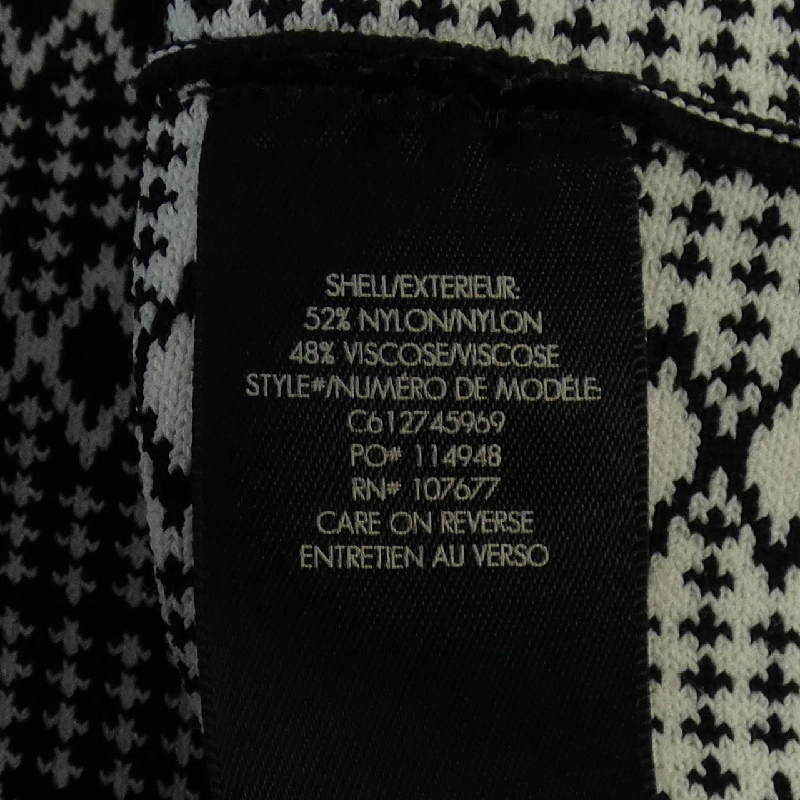 SHELL/EXTERIEUR:
52% NYLON/NYLON
48% VISCOSE/VISCOSE
STYLE#/NUMÉRO DE MODÈLE:
C612745969
PO# 114948
RN# 107677
CARE ON REVERSE
ENTRETIEN AU VERSO